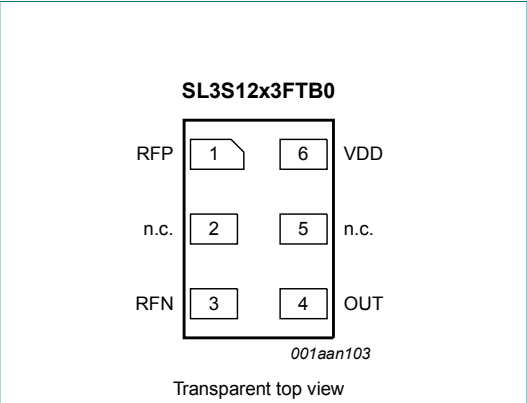 SL3S12x3FTB0
RFP 1 6 VDD
n.c. 2 5 n.c.
RFN 3 4 OUT
001aan103
Transparent top view